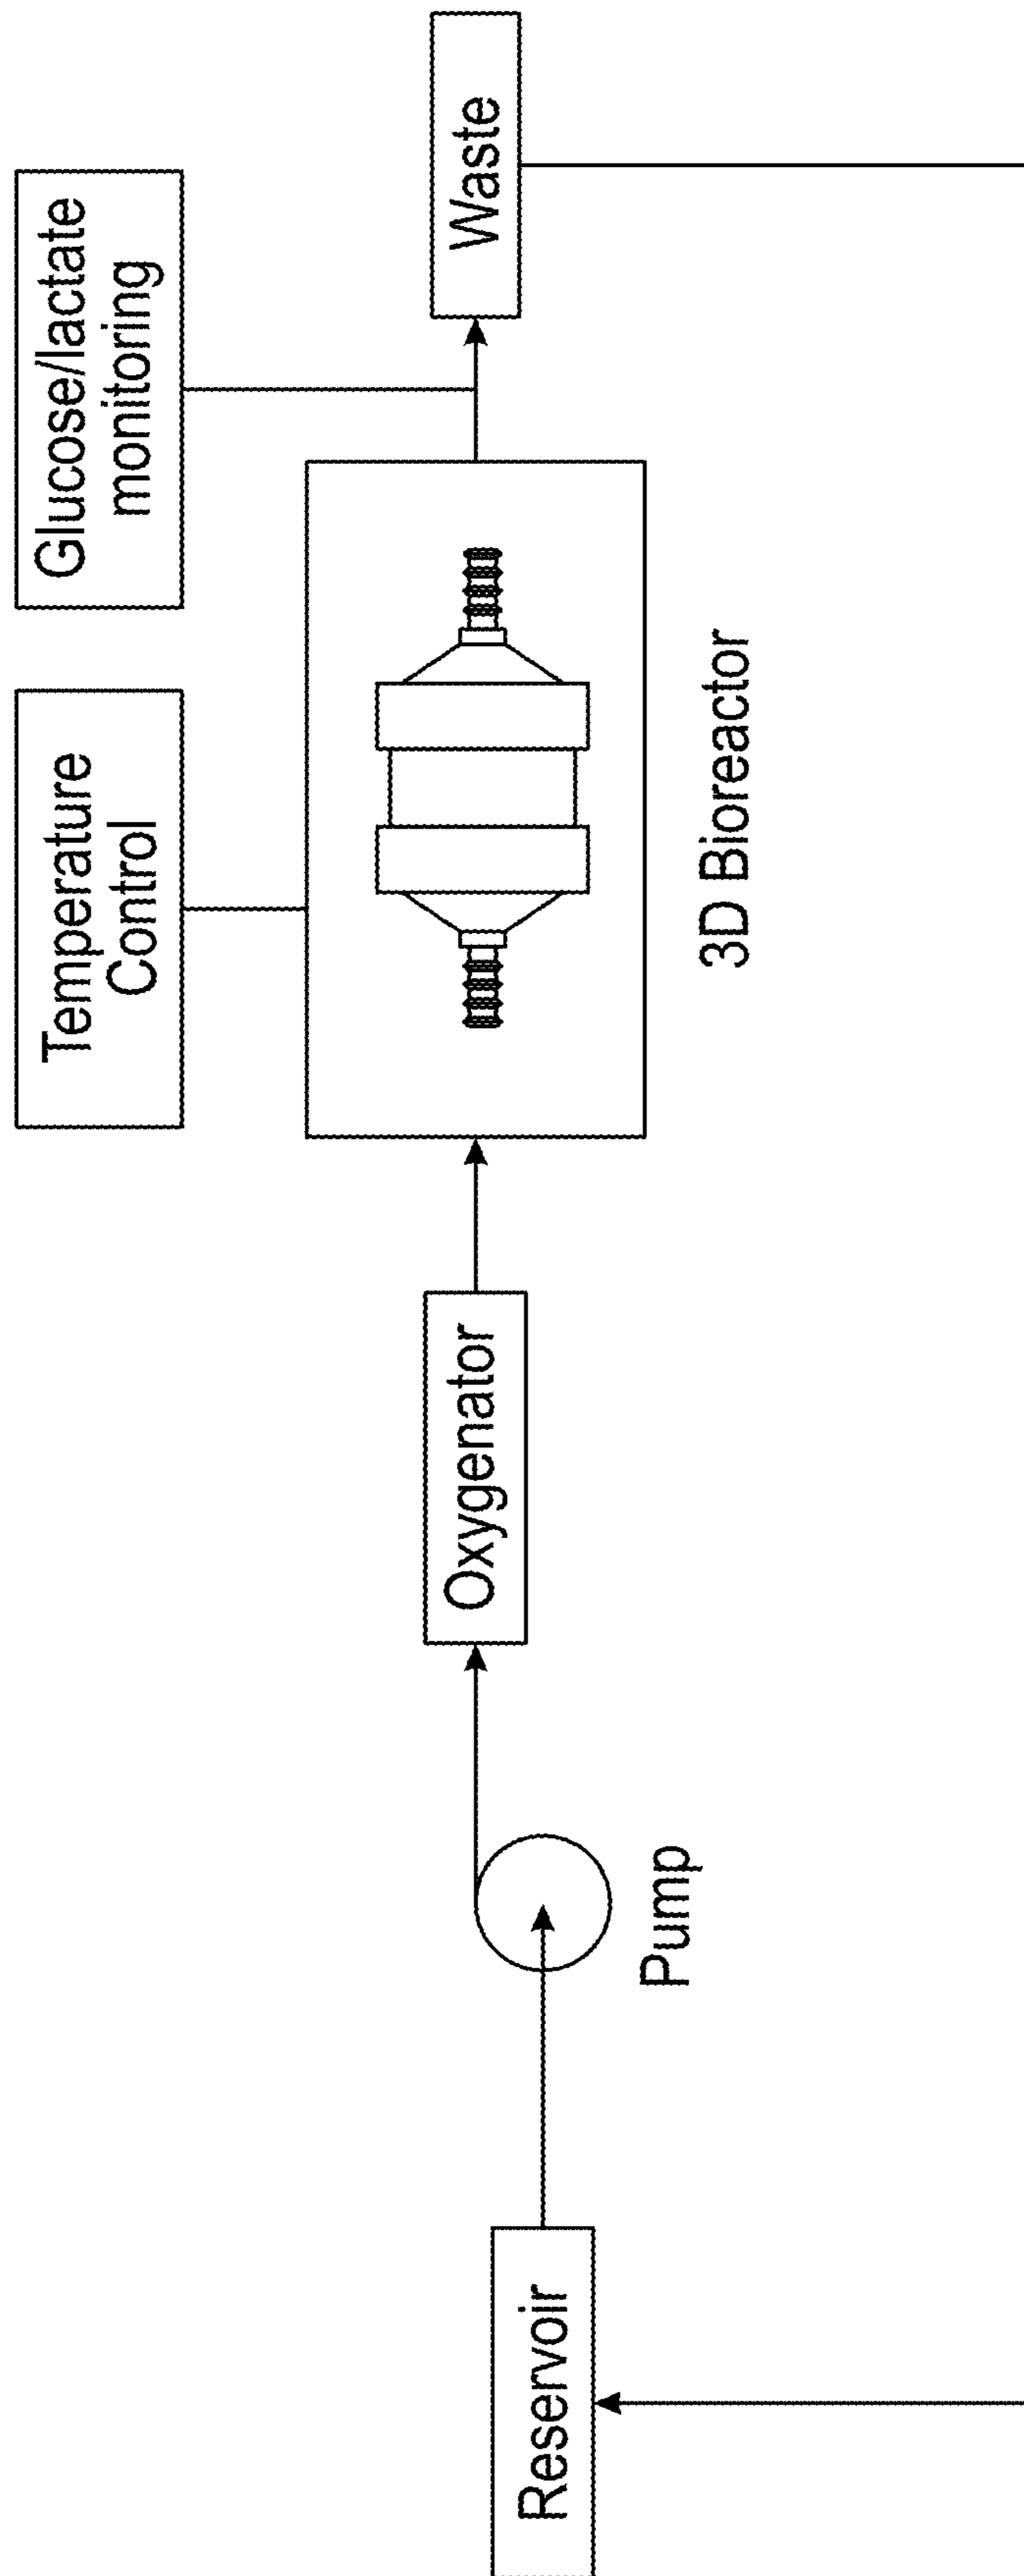 Temperature
Control
Glucose/lactate
monitoring
Reservoir
Pump
Oxygenator
3D Bioreactor
Waste